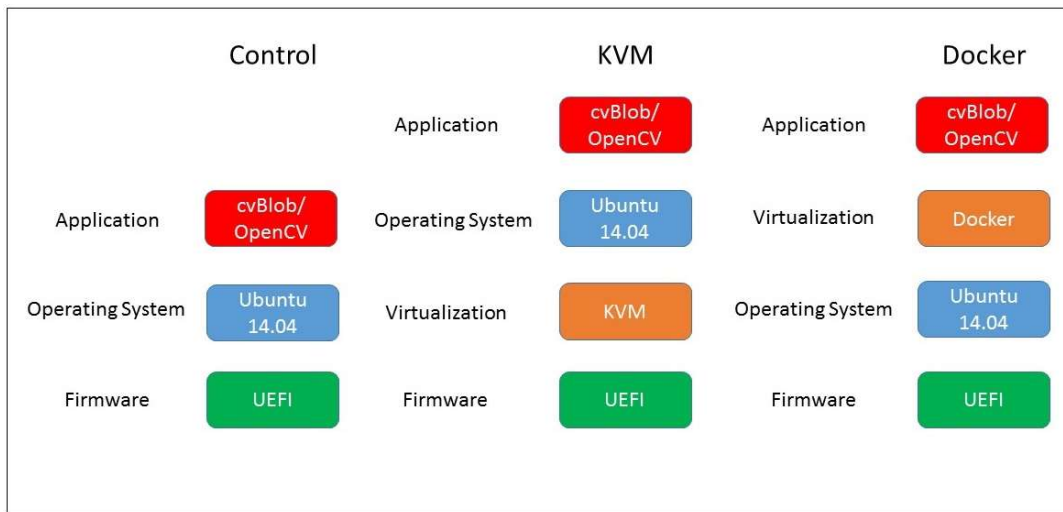 Control
KVM
Docker
Application
cvBlob/
OpenCV
Application
cvBlob/
OpenCV
Application
cvBlob/
OpenCV
Operating System
Ubuntu
14.04
Virtualization
Docker
Operating System
Ubuntu
14.04
Virtualization
KVM
Operating System
Ubuntu
14.04
Firmware
UEFI
Firmware
UEFI
Firmware
UEFI